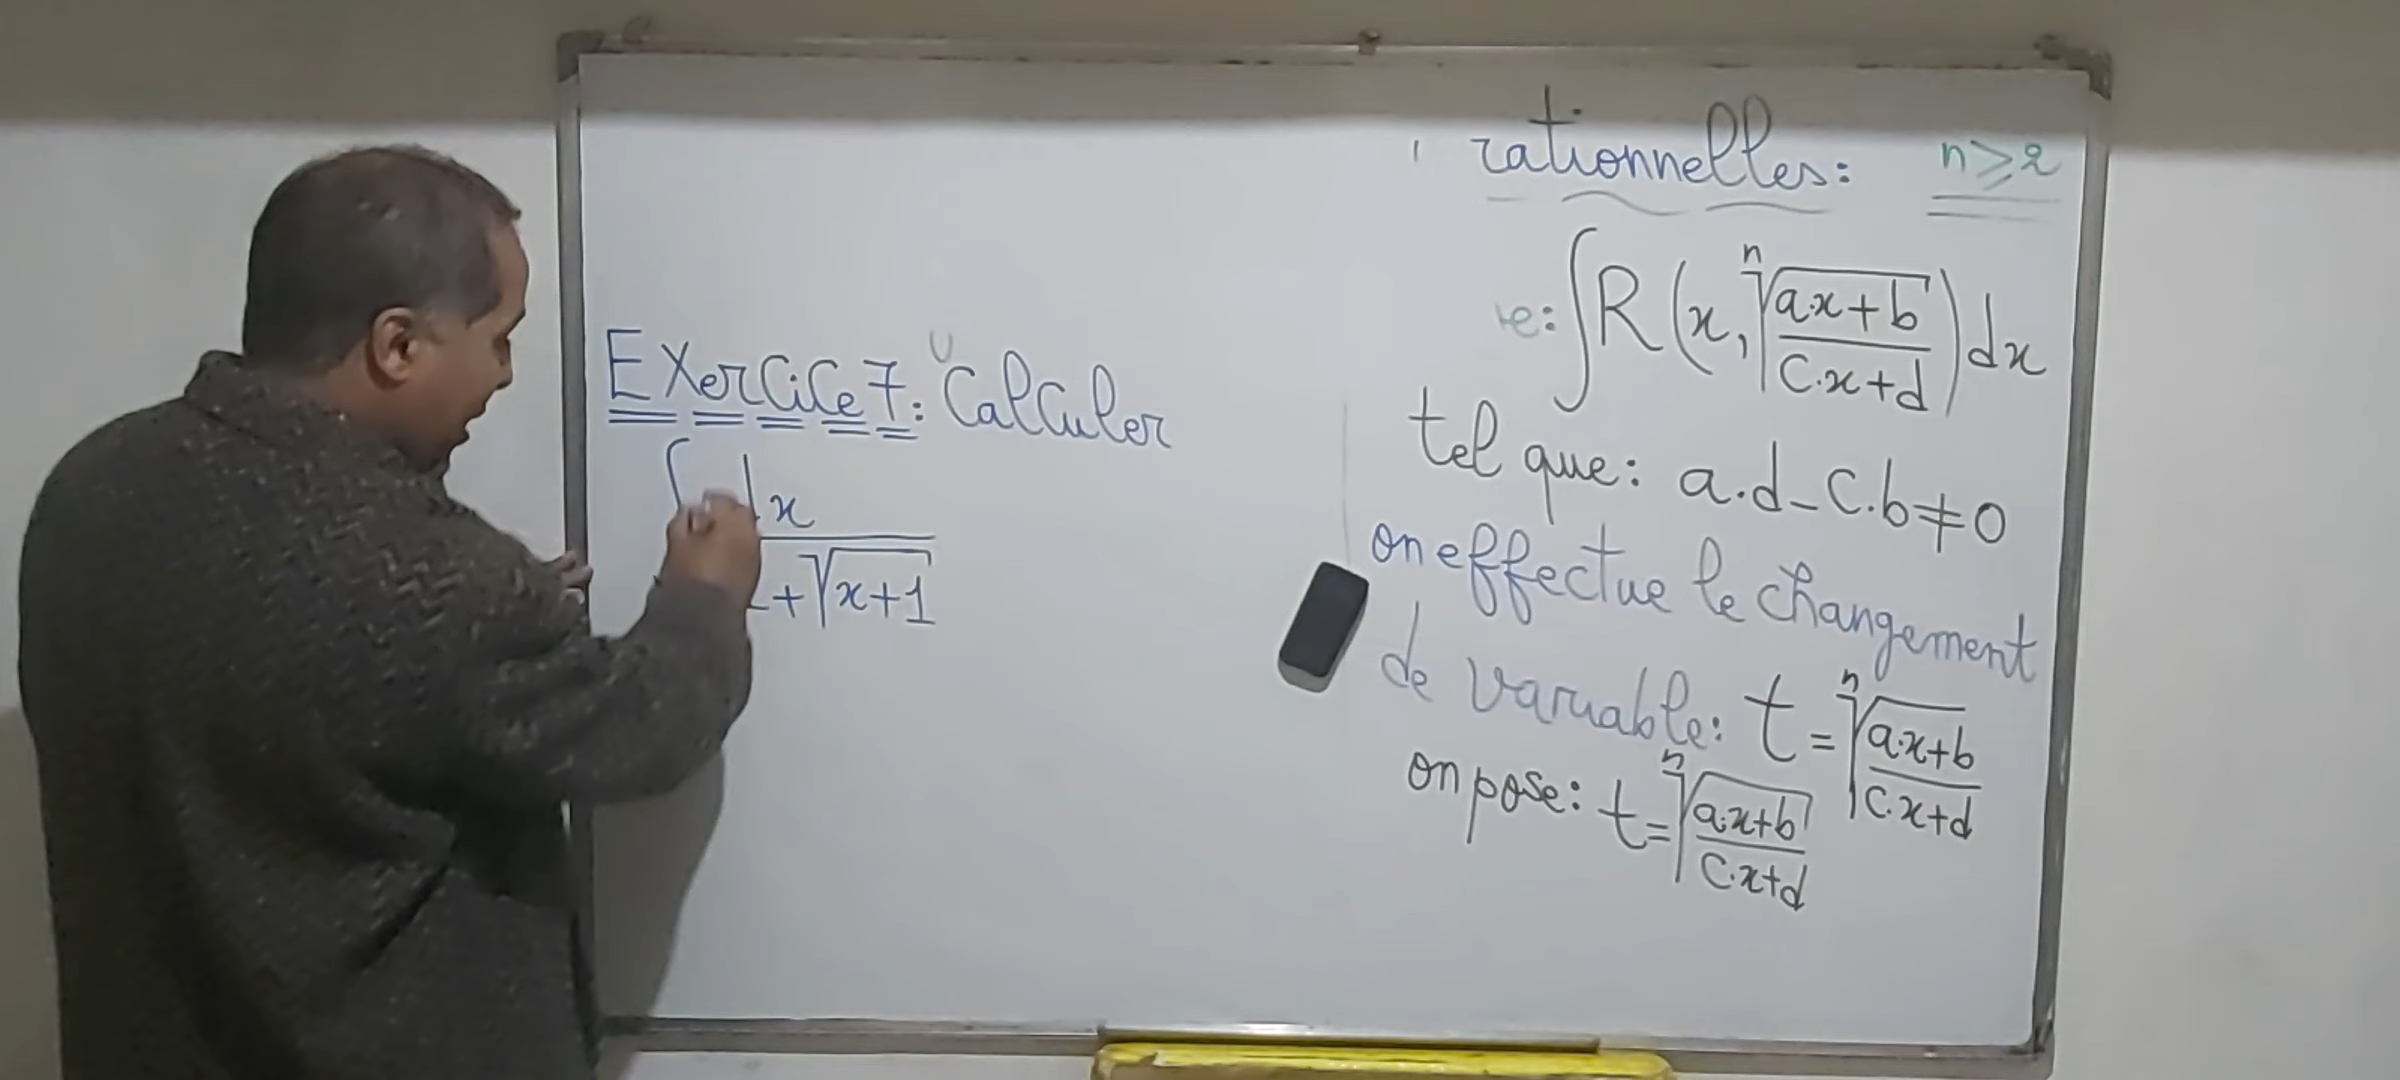 rationnelles: n≥2
e: ∫R(x, ⁿ√((a.x+b)/(c.x+d)))dx
tel que: a.d-c.b≠0
on effectue le changement
de variable: t = ⁿ√((a.x+b)/(c.x+d))
on pose: t = ⁿ√((a.x+b)/(c.x+d))
Exercice 7: Calculer
∫ dx
+√(x+1)